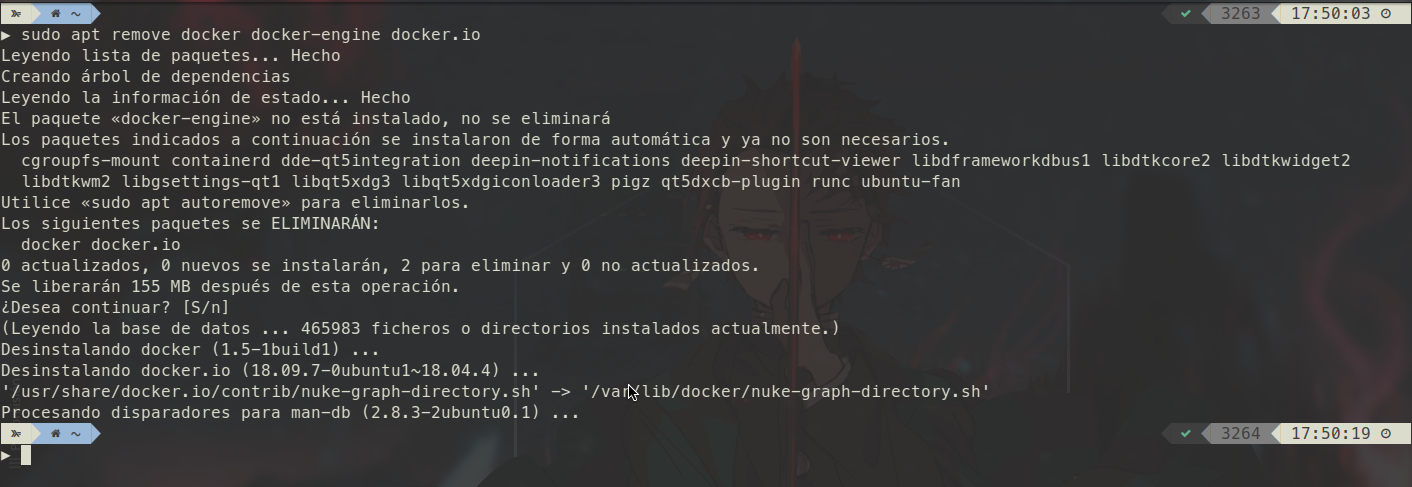 ~ 3263 17:50:03
▶ sudo apt remove docker docker-engine docker.io
Leyendo lista de paquetes... Hecho
Creando árbol de dependencias
Leyendo la información de estado... Hecho
El paquete «docker-engine» no está instalado, no se eliminará
Los paquetes indicados a continuación se instalaron de forma automática y ya no son necesarios.
cgroupfs-mount containerd dde-qt5integration deepin-notifications deepin-shortcut-viewer libdframeworkdbus1 libdtkcore2 libdtkwidget2
libdtkwm2 libgsettings-qt1 libqt5xdg3 libqt5xdgiconloader3 pigz qt5dxcb-plugin runc ubuntu-fan
Utilice «sudo apt autoremove» para eliminarlos.
Los siguientes paquetes se ELIMINARÁN:
docker docker.io
0 actualizados, 0 nuevos se instalarán, 2 para eliminar y 0 no actualizados.
Se liberarán 155 MB después de esta operación.
¿Desea continuar? [S/n]
(Leyendo la base de datos ... 465983 ficheros o directorios instalados actualmente.)
Desinstalando docker (1.5-1build1) ...
Desinstalando docker.io (18.09.7-0ubuntu1~18.04.4) ...
'/usr/share/docker.io/contrib/nuke-graph-directory.sh' -> '/var/lib/docker/nuke-graph-directory.sh'
Procesando disparadores para man-db (2.8.3-2ubuntu0.1) ...
~ 3264 17:50:19
▶